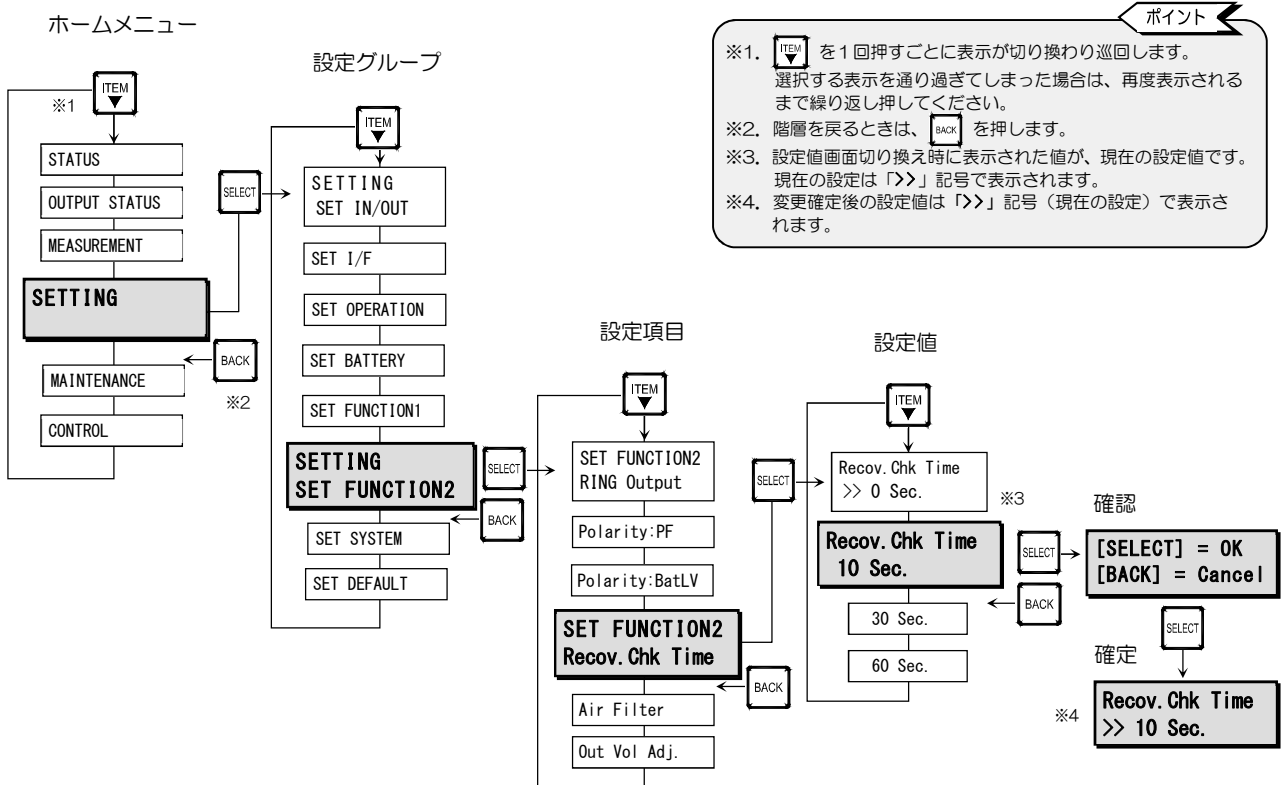 ホームメニュー
ITEM
※1
STATUS
OUTPUT STATUS
MEASUREMENT
SETTING
MAINTENANCE
CONTROL
SELECT
BACK
※2
設定グループ
ITEM
SETTING
SET IN/OUT
SET I/F
SET OPERATION
SET BATTERY
SET FUNCTION1
SETTING
SET FUNCTION2
SET SYSTEM
SET DEFAULT
SELECT
BACK
設定項目
ITEM
SET FUNCTION2
RING Output
Polarity:PF
Polarity:BatLV
SET FUNCTION2
Recov.Chk Time
Air Filter
Out Vol Adj.
SELECT
BACK
設定値
ITEM
Recov.Chk Time
>> 0 Sec.
※3
Recov.Chk Time
10 Sec.
30 Sec.
60 Sec.
SELECT
BACK
確認
[SELECT] = OK
[BACK] = Cancel
SELECT
確定
※4
Recov.Chk Time
>> 10 Sec.
ポイント
※1. ITEM を1回押すごとに表示が切り換わり巡回します。
選択する表示を通り過ぎてしまった場合は、再度表示される
まで繰り返し押してください。
※2. 階層を戻るときは、 BACK を押します。
※3. 設定値画面切り換え時に表示された値が、現在の設定値です。
現在の設定は「>>」記号で表示されます。
※4. 変更確定後の設定値は「>>」記号（現在の設定）で表示さ
れます。